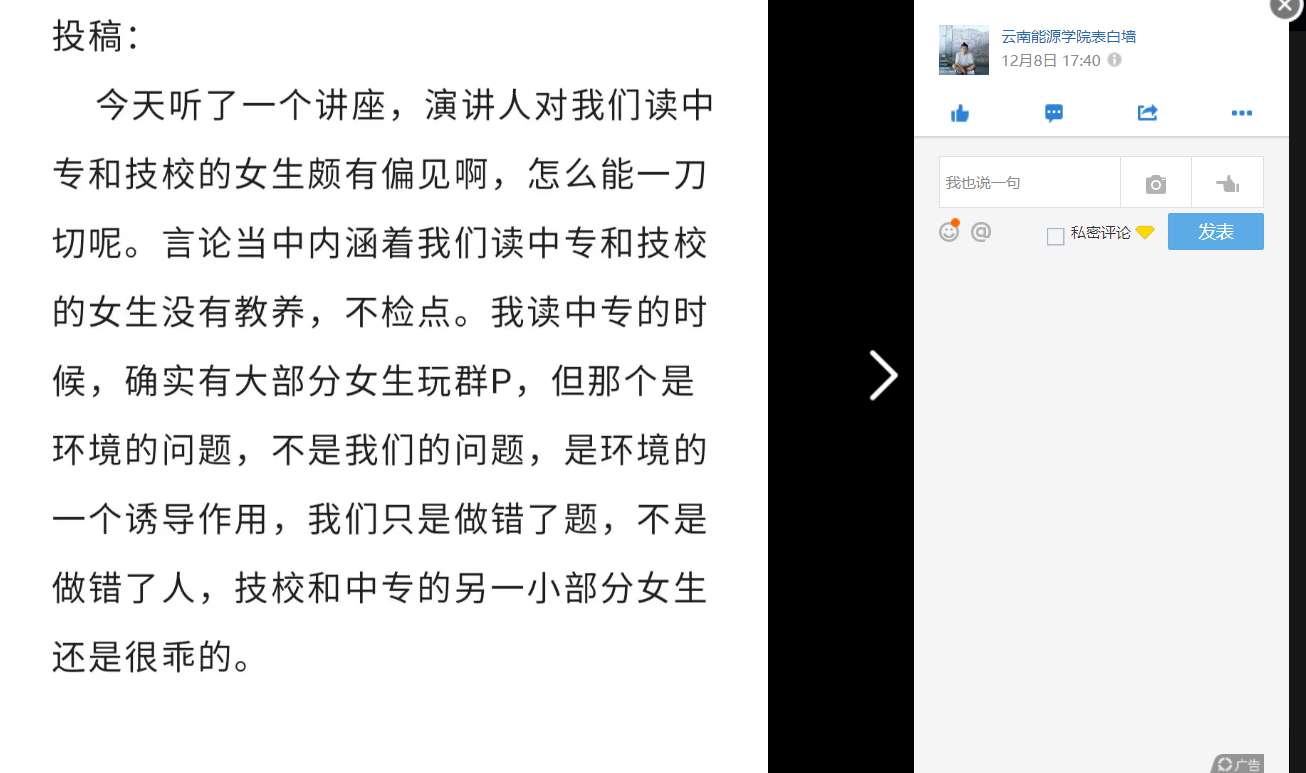 投稿：
今天听了一个讲座，演讲人对我们读中
专和技校的女生颇有偏见啊，怎么能一刀
切呢。言论当中内涵着我们读中专和技校
的女生没有教养，不检点。我读中专的时
候，确实有大部分女生玩群P，但那个是
环境的问题，不是我们的问题，是环境的
一个诱导作用，我们只是做错了题，不是
做错了人，技校和中专的另一小部分女生
还是很乖的。
云南能源学院表白墙
12月8日 17:40
我也说一句
私密评论
发表
广告